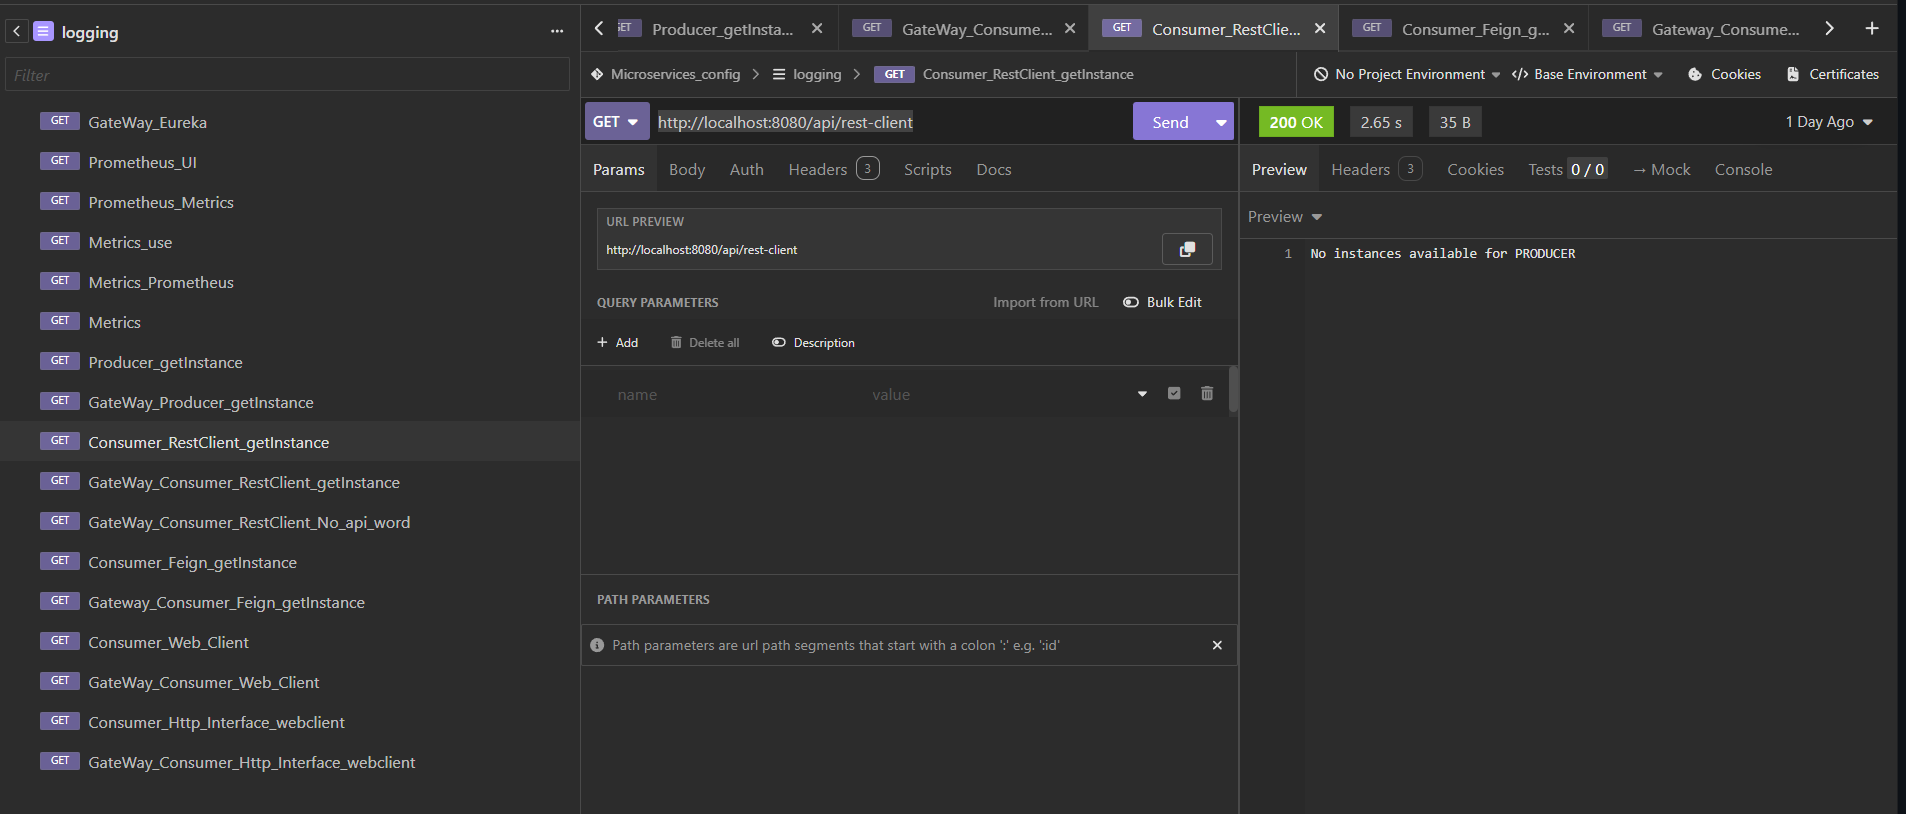 logging
Filter
GET GateWay_Eureka
GET Prometheus_UI
GET Prometheus_Metrics
GET Metrics_use
GET Metrics_Prometheus
GET Metrics
GET Producer_getInstance
GET GateWay_Producer_getInstance
GET Consumer_RestClient_getInstance
GET GateWay_Consumer_RestClient_getInstance
GET GateWay_Consumer_RestClient_No_api_word
GET Consumer_Feign_getInstance
GET Gateway_Consumer_Feign_getInstance
GET Consumer_Web_Client
GET GateWay_Consumer_Web_Client
GET Consumer_Http_Interface_webclient
GET GateWay_Consumer_Http_Interface_webclient
GET Producer_getInsta... GET GateWay_Consume... GET Consumer_RestClie... GET Consumer_Feign_g... GET Gateway_Consume...
Microservices_config > logging > GET Consumer_RestClient_getInstance
No Project Environment </> Base Environment Cookies Certificates
GET http://localhost:8080/api/rest-client Send
Params Body Auth Headers 3 Scripts Docs
URL PREVIEW
http://localhost:8080/api/rest-client
QUERY PARAMETERS Import from URL Bulk Edit
+ Add Delete all Description
name value
PATH PARAMETERS
Path parameters are url path segments that start with a colon ':' e.g. ':id'
200 OK 2.65 s 35 B 1 Day Ago
Preview Headers 3 Cookies Tests 0 / 0 → Mock Console
Preview
1 No instances available for PRODUCER